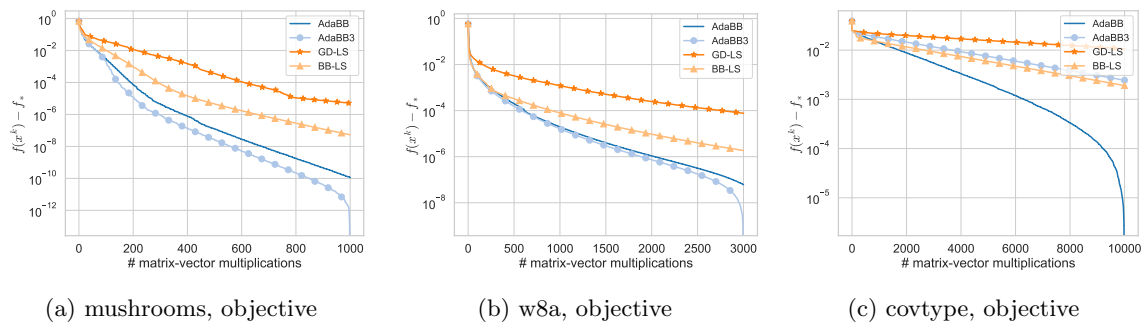 10^0
10^{-2}
10^{-4}
10^{-6}
10^{-8}
10^{-10}
10^{-12}
f(x^k) − f_*
AdaBB
AdaBB3
GD-LS
BB-LS
0 200 400 600 800 1000
# matrix-vector multiplications
(a) mushrooms, objective
10^0
10^{-2}
10^{-4}
10^{-6}
10^{-8}
f(x^k) − f_*
AdaBB
AdaBB3
GD-LS
BB-LS
0 500 1000 1500 2000 2500 3000
# matrix-vector multiplications
(b) w8a, objective
10^{-2}
10^{-3}
10^{-4}
10^{-5}
f(x^k) − f_*
AdaBB
AdaBB3
GD-LS
BB-LS
0 2000 4000 6000 8000 10000
# matrix-vector multiplications
(c) covtype, objective